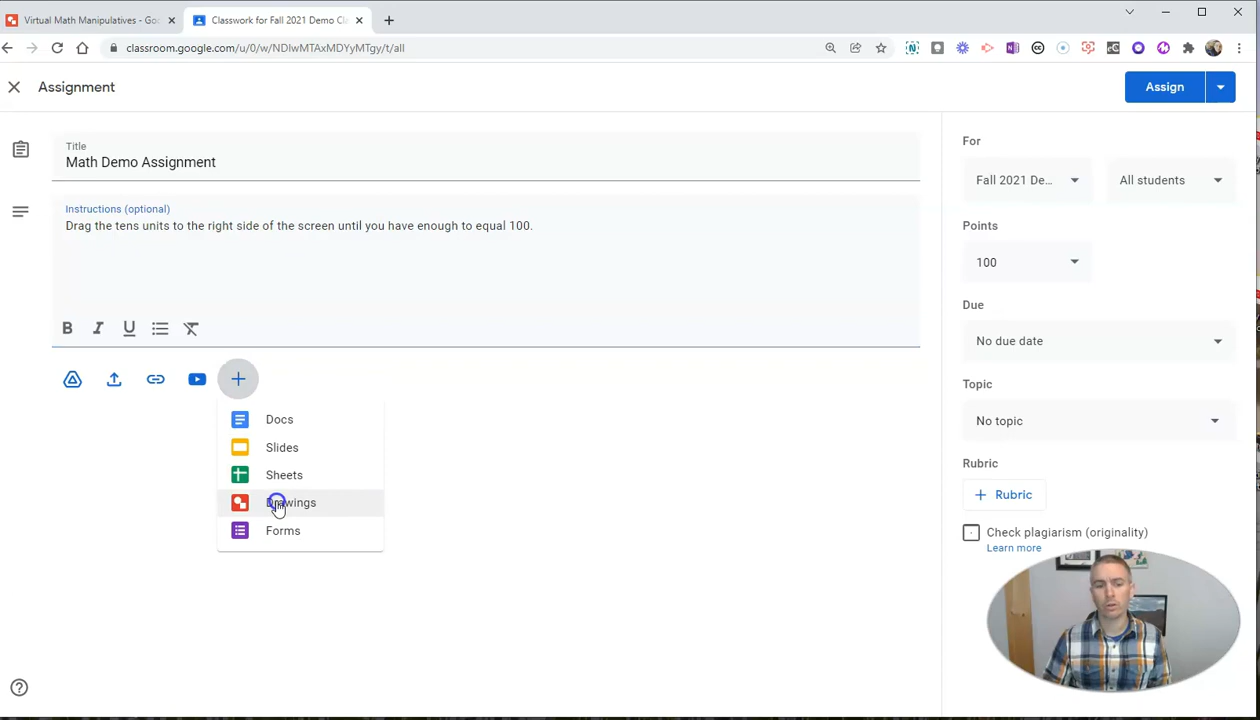 Virtual Math Manipulatives - Goo
Classwork for Fall 2021 Demo Cl
classroom.google.com/u/0/w/NDIwMTAxMDYyMTgy/t/all
Assignment
Assign
Title
Math Demo Assignment
Instructions (optional)
Drag the tens units to the right side of the screen until you have enough to equal 100.
Docs
Slides
Sheets
Drawings
Forms
For
Fall 2021 De...
All students
Points
100
Due
No due date
Topic
No topic
Rubric
Rubric
Check plagiarism (originality)
Learn more